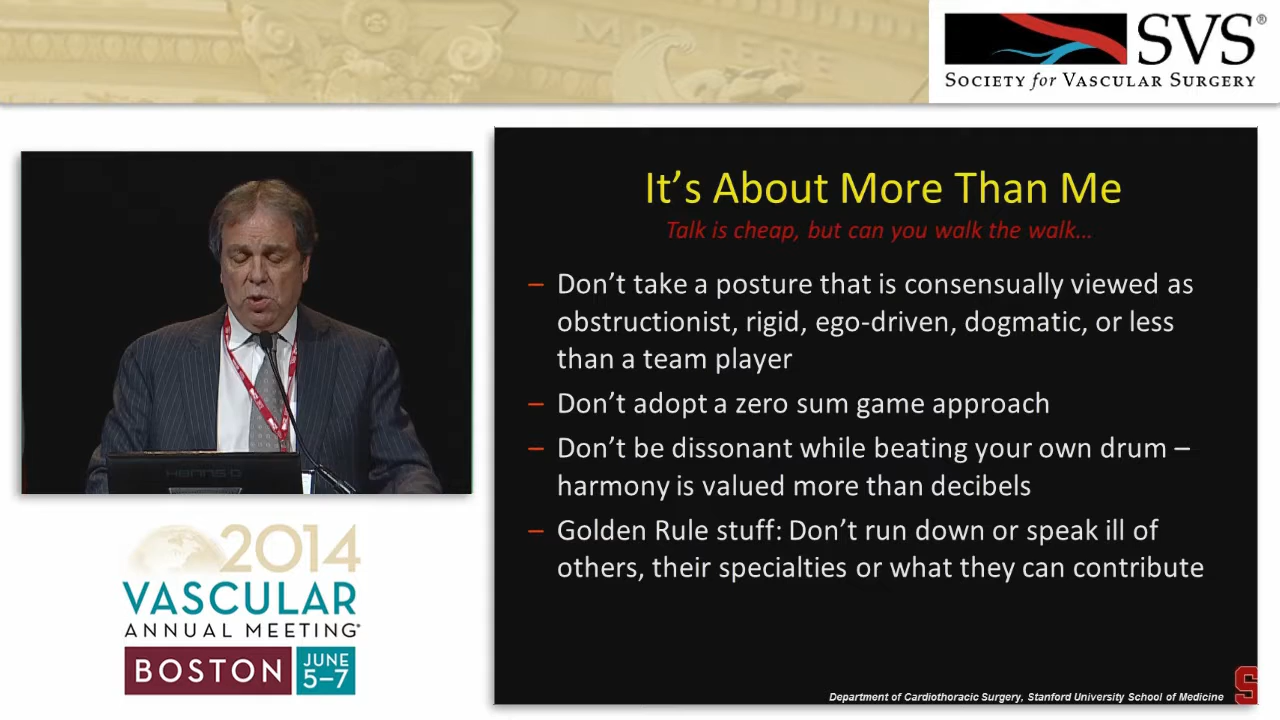 SVS®
SOCIETY for VASCULAR SURGERY
It's About More Than Me
Talk is cheap, but can you walk the walk…
– Don't take a posture that is consensually viewed as
obstructionist, rigid, ego-driven, dogmatic, or less
than a team player
– Don't adopt a zero sum game approach
– Don't be dissonant while beating your own drum –
harmony is valued more than decibels
– Golden Rule stuff: Don't run down or speak ill of
others, their specialties or what they can contribute
Department of Cardiothoracic Surgery, Stanford University School of Medicine
S
2014
VASCULAR
ANNUAL MEETING®
BOSTON
JUNE
5–7